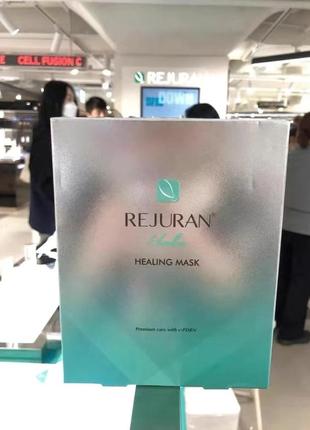 CELL FUSION C
REJURAN
REJURAN®
Healer
HEALING MASK
Premium care with c-PDRN